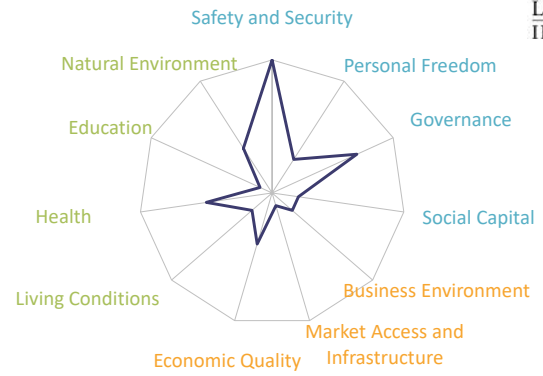 Safety and Security
Natural Environment
Personal Freedom
Education
Governance
Health
Social Capital
Living Conditions
Business Environment
Economic Quality
Market Access and
Infrastructure